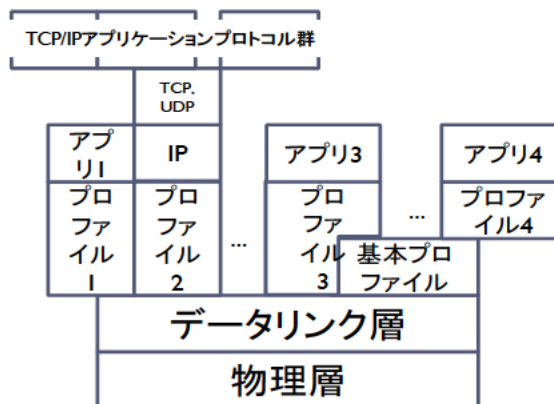 TCP/IPアプリケーションプロトコル群
TCP,
UDP
アプ
リ1
IP
アプリ3
アプリ4
プロ
ファ
イル
1
プロ
ファ
イル
2
...
プロ
ファ
イル
3
...
プロファ
イル4
基本プロ
ファイル
データリンク層
物理層